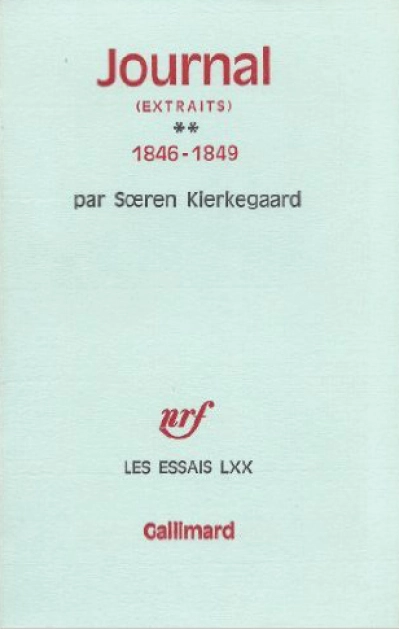 Journal
(EXTRAITS)
**
1846-1849
par Sœren Kierkegaard
nrf
LES ESSAIS LXX
Gallimard